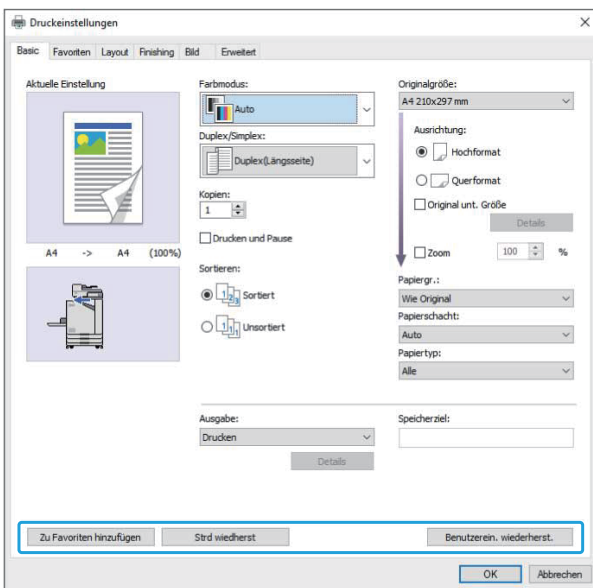 Druckeinstellungen
Basic Favoriten Layout Finishing Bild Erweitert
Aktuelle Einstellung
A4 -> A4 (100%)
Farbmodus:
Auto
Duplex/Simplex:
Duplex(Längsseite)
Kopien:
1
Drucken und Pause
Sortieren:
Sortiert
Unsortiert
Originalgröße:
A4 210x297 mm
Ausrichtung:
Hochformat
Querformat
Original unt. Größe
Details
Zoom 100 %
Papiergr.:
Wie Original
Papierschacht:
Auto
Papiertyp:
Alle
Ausgabe:
Drucken
Details
Speicherziel:
Zu Favoriten hinzufügen Strd wiedherst Benutzerein. wiederherst.
OK Abbrechen